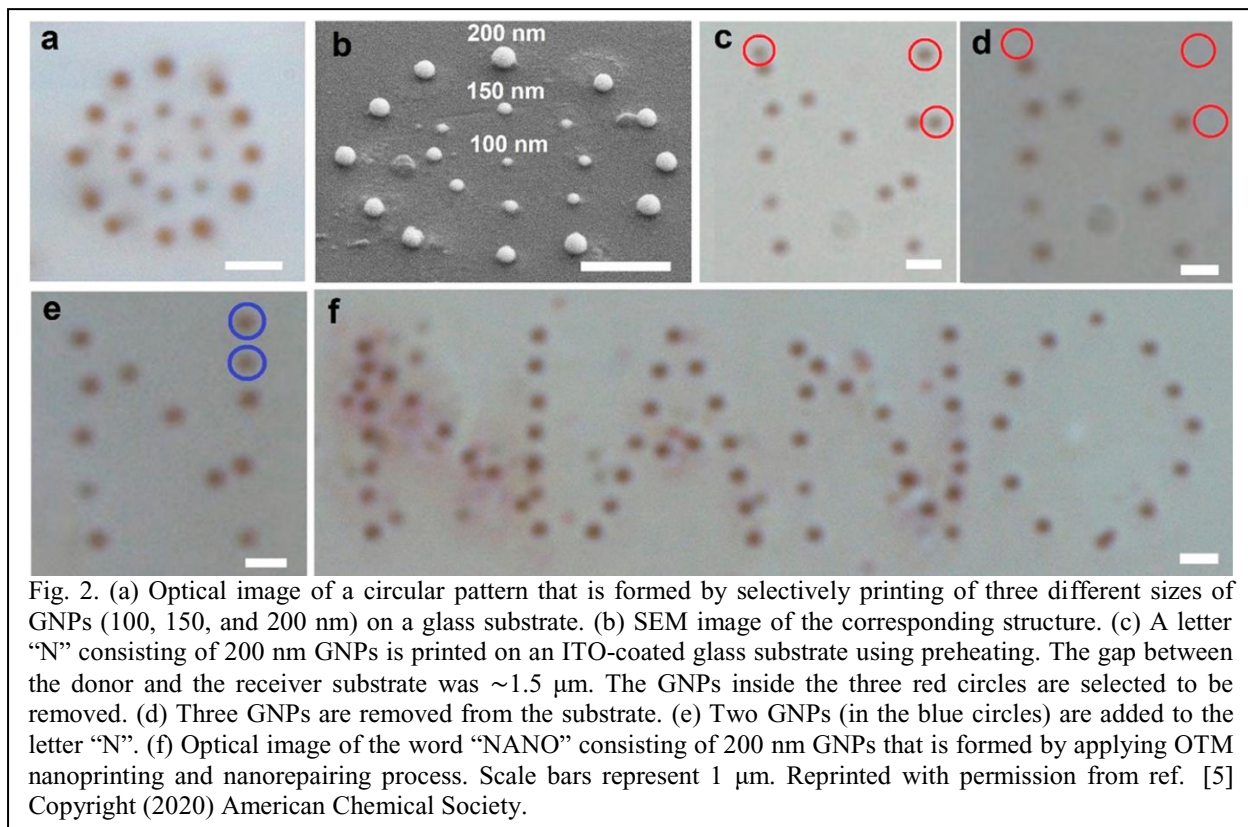 a
b
200 nm
150 nm
100 nm
c
d
e
f
Fig. 2. (a) Optical image of a circular pattern that is formed by selectively printing of three different sizes of
GNPs (100, 150, and 200 nm) on a glass substrate. (b) SEM image of the corresponding structure. (c) A letter
“N” consisting of 200 nm GNPs is printed on an ITO-coated glass substrate using preheating. The gap between
the donor and the receiver substrate was ∼1.5 μm. The GNPs inside the three red circles are selected to be
removed. (d) Three GNPs are removed from the substrate. (e) Two GNPs (in the blue circles) are added to the
letter “N”. (f) Optical image of the word “NANO” consisting of 200 nm GNPs that is formed by applying OTM
nanoprinting and nanorepairing process. Scale bars represent 1 μm. Reprinted with permission from ref. [5]
Copyright (2020) American Chemical Society.